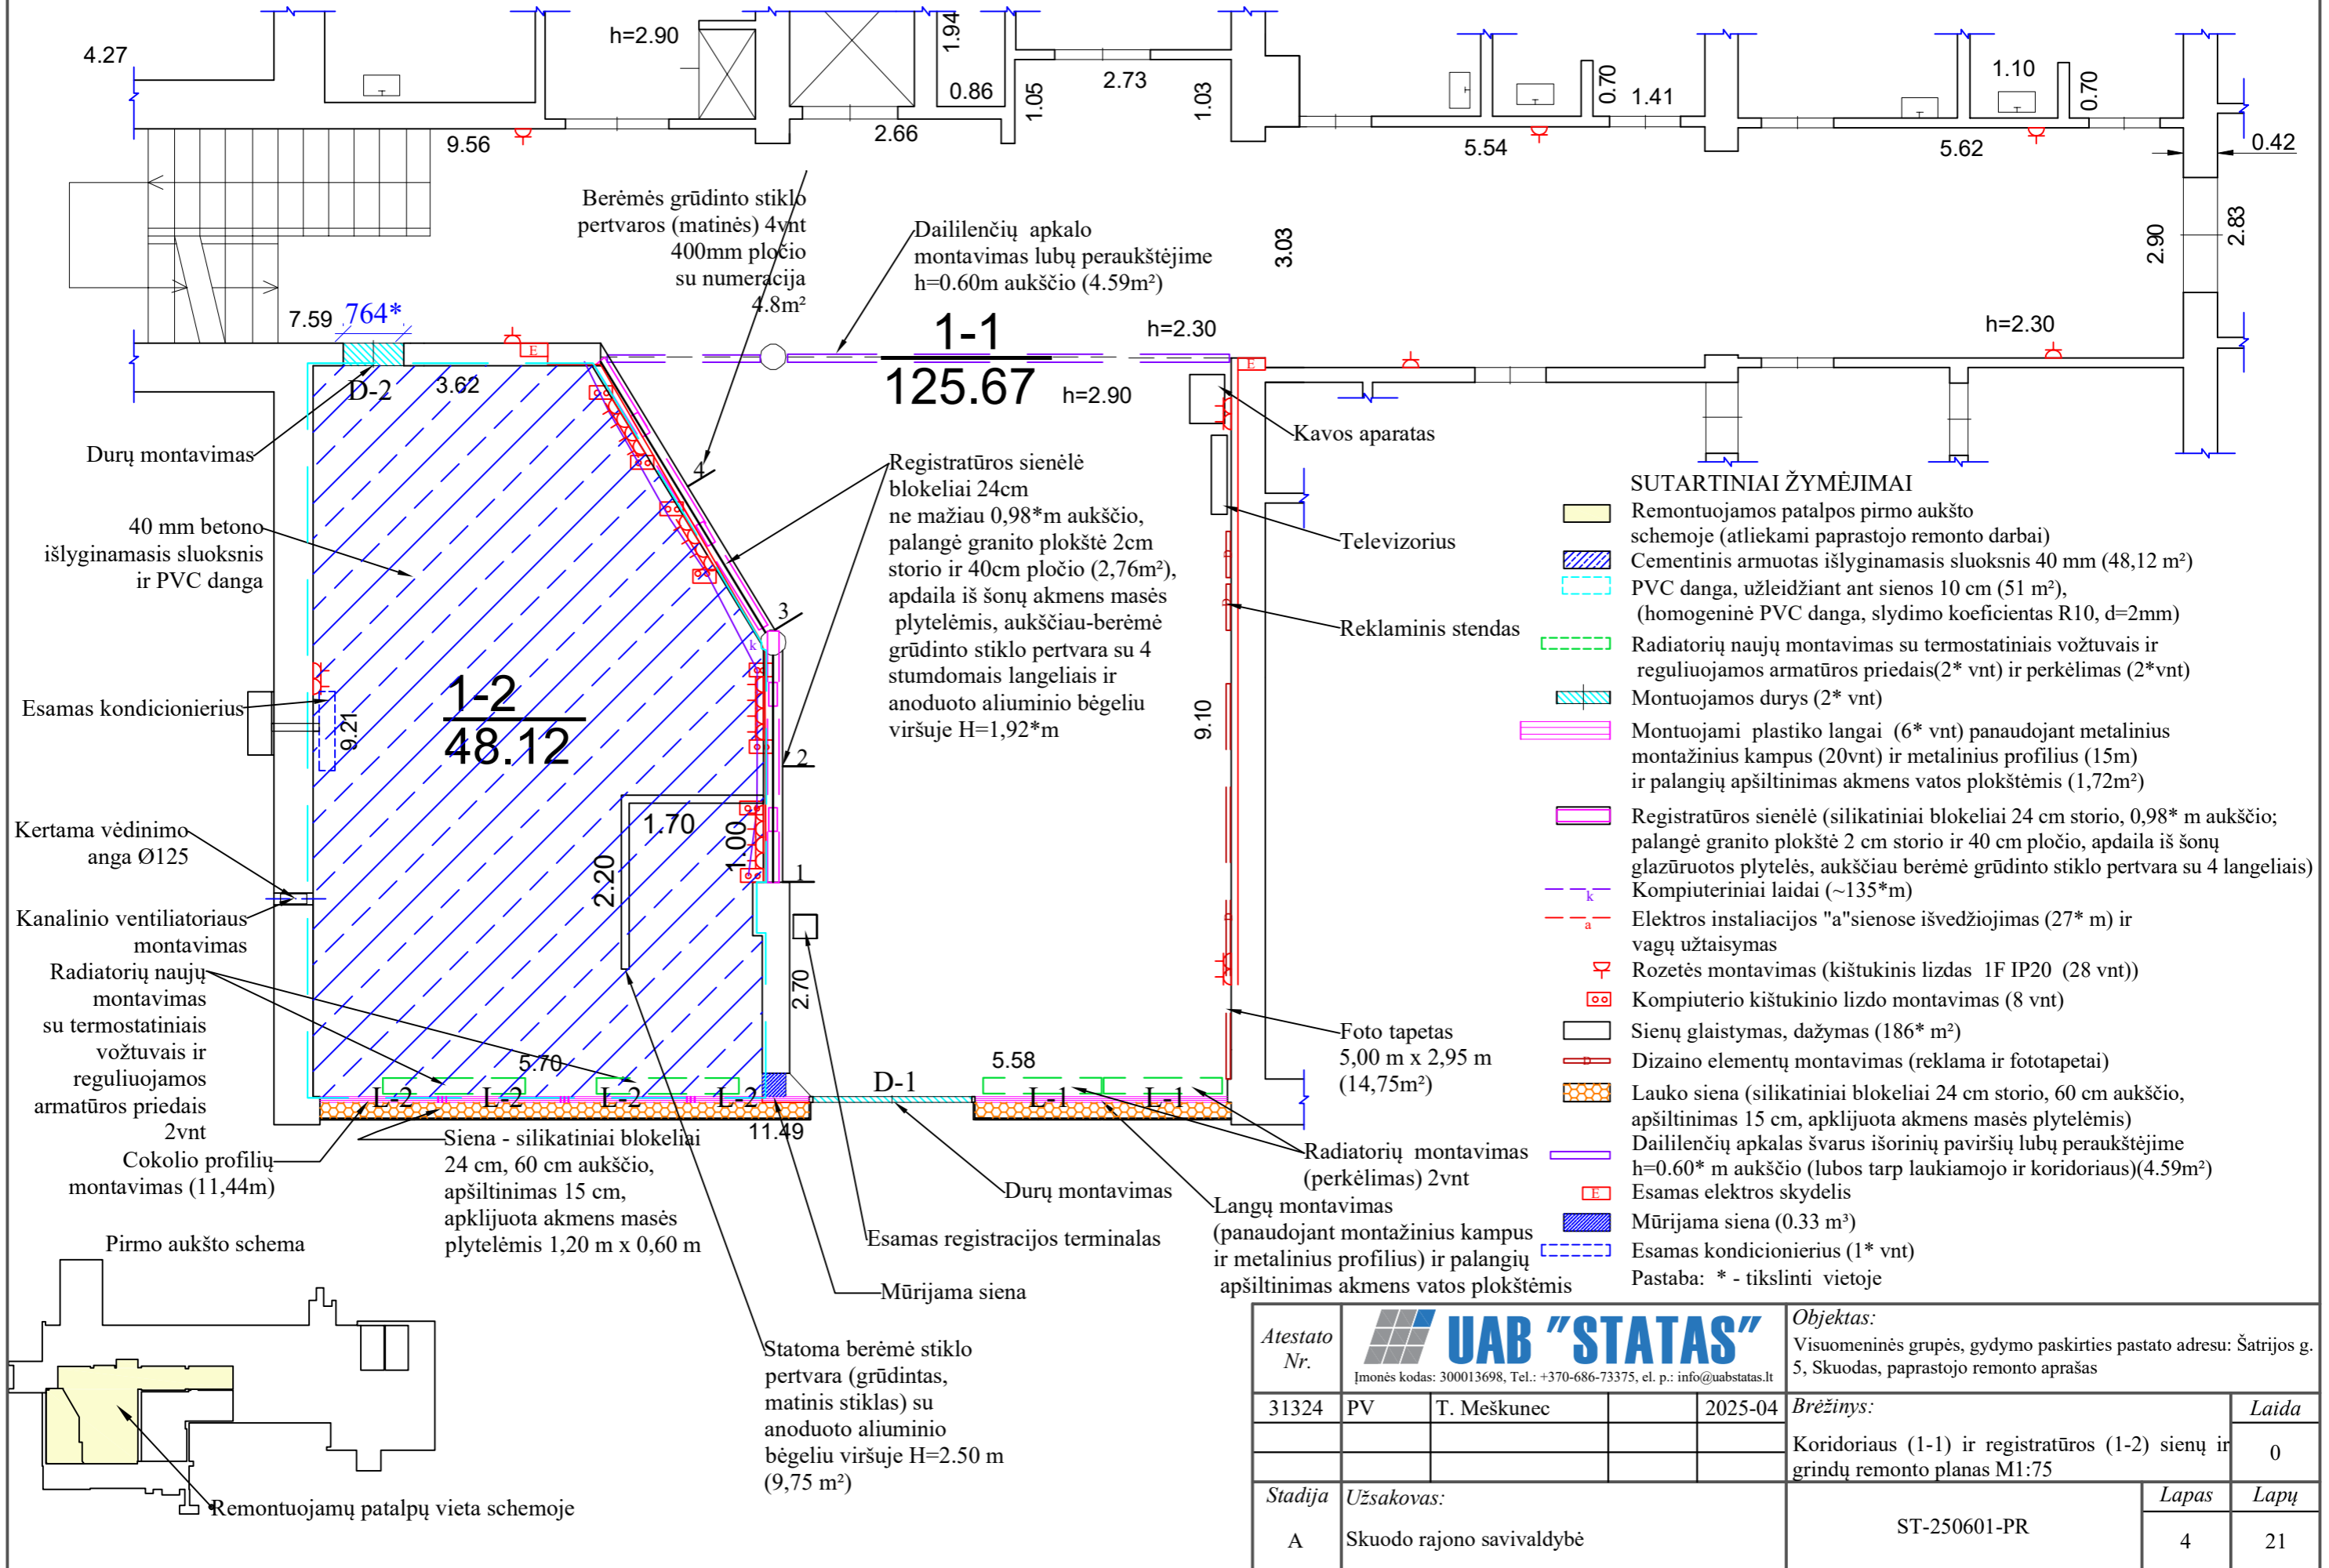 4.27
h=2.90
1.94
0.86
1.05
2.73
1.03
0.70
1.41
1.10
0.70
9.56
2.66
5.54
5.62
0.42
2.90
2.83
3.03
Berėmės grūdinto stiklo
pertvaros (matinės) 4vnt
400mm pločio
su numeracija
4.8m²
Daililenčių apkalo
montavimas lubų peraukštėjime
h=0.60m aukščio (4.59m²)
7.59
764*
E
1-1
125.67
h=2.30
h=2.90
h=2.30
E
D-2
3.62
Durų montavimas
40 mm betono
išlyginamasis sluoksnis
ir PVC danga
Esamas kondicionierius
9.21
1-2
48.12
Kertama vėdinimo
anga Ø125
Kanalinio ventiliatoriaus
montavimas
Radiatorių naujų
montavimas
su termostatiniais
vožtuvais ir
reguliuojamos
armatūros priedais
2vnt
Cokolio profilių
montavimas (11,44m)
4
3
k
2
1
1.70
1.00
2.20
2.70
5.70
L-2
L-2
L-2
L-2
11.49
D-1
5.58
L-1
L-1
9.10
Registratūros sienėlė
blokeliai 24cm
ne mažiau 0,98*m aukščio,
palangė granito plokštė 2cm
storio ir 40cm pločio (2,76m²),
apdaila iš šonų akmens masės
plytelėmis, aukščiau-berėmė
grūdinto stiklo pertvara su 4
stumdomais langeliais ir
anoduoto aliuminio bėgeliu
viršuje H=1,92*m
Kavos aparatas
Televizorius
Reklaminis stendas
Foto tapetas
5,00 m x 2,95 m
(14,75m²)
Radiatorių montavimas
(perkėlimas) 2vnt
Langų montavimas
(panaudojant montažinius kampus
ir metalinius profilius) ir palangių
apšiltinimas akmens vatos plokštėmis
Durų montavimas
Esamas registracijos terminalas
Mūrijama siena
Siena - silikatiniai blokeliai
24 cm, 60 cm aukščio,
apšiltinimas 15 cm,
apklijuota akmens masės
plytelėmis 1,20 m x 0,60 m
Statoma berėmė stiklo
pertvara (grūdintas,
matinis stiklas) su
anoduoto aliuminio
bėgeliu viršuje H=2.50 m
(9,75 m²)
Pirmo aukšto schema
Remontuojamų patalpų vieta schemoje
SUTARTINIAI ŽYMĖJIMAI
Remontuojamos patalpos pirmo aukšto
schemoje (atliekami paprastojo remonto darbai)
Cementinis armuotas išlyginamasis sluoksnis 40 mm (48,12 m²)
PVC danga, užleidžiant ant sienos 10 cm (51 m²),
(homogeninė PVC danga, slydimo koeficientas R10, d=2mm)
Radiatorių naujų montavimas su termostatiniais vožtuvais ir
reguliuojamos armatūros priedais(2* vnt) ir perkėlimas (2*vnt)
Montuojamos durys (2* vnt)
Montuojami plastiko langai (6* vnt) panaudojant metalinius
montažinius kampus (20vnt) ir metalinius profilius (15m)
ir palangių apšiltinimas akmens vatos plokštėmis (1,72m²)
Registratūros sienėlė (silikatiniai blokeliai 24 cm storio, 0,98* m aukščio;
palangė granito plokštė 2 cm storio ir 40 cm pločio, apdaila iš šonų
glazūruotos plytelės, aukščiau berėmė grūdinto stiklo pertvara su 4 langeliais)
k Kompiuteriniai laidai (~135*m)
a Elektros instaliacijos "a"sienose išvedžiojimas (27* m) ir
vagų užtaisymas
Rozetės montavimas (kištukinis lizdas 1F IP20 (28 vnt))
Kompiuterio kištukinio lizdo montavimas (8 vnt)
Sienų glaistymas, dažymas (186* m²)
D Dizaino elementų montavimas (reklama ir fototapetai)
Lauko siena (silikatiniai blokeliai 24 cm storio, 60 cm aukščio,
apšiltinimas 15 cm, apklijuota akmens masės plytelėmis)
Daililenčių apkalas švarus išorinių paviršių lubų peraukštėjime
h=0.60* m aukščio (lubos tarp laukiamojo ir koridoriaus)(4.59m²)
E Esamas elektros skydelis
Mūrijama siena (0.33 m³)
Esamas kondicionierius (1* vnt)
Pastaba: * - tikslinti vietoje
Atestato
Nr.
UAB "STATAS"
Įmonės kodas: 300013698, Tel.: +370-686-73375, el. p.: info@uabstatas.lt
Objektas:
Visuomeninės grupės, gydymo paskirties pastato adresu: Šatrijos g.
5, Skuodas, paprastojo remonto aprašas
31324 PV T. Meškunec 2025-04
Brėžinys:
Koridoriaus (1-1) ir registratūros (1-2) sienų ir
grindų remonto planas M1:75
Laida
0
Stadija
A
Užsakovas:
Skuodo rajono savivaldybė
ST-250601-PR
Lapas
4
Lapų
21